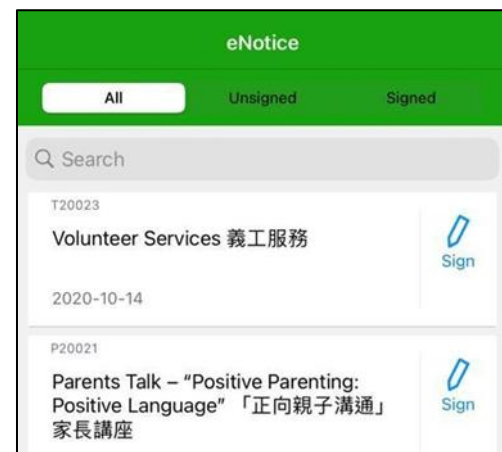 eNotice
All Unsigned Signed
Search
T20023
Volunteer Services 義工服務
Sign
2020-10-14
P20021
Parents Talk – “Positive Parenting:
Positive Language” 「正向親子溝通」
家長講座
Sign